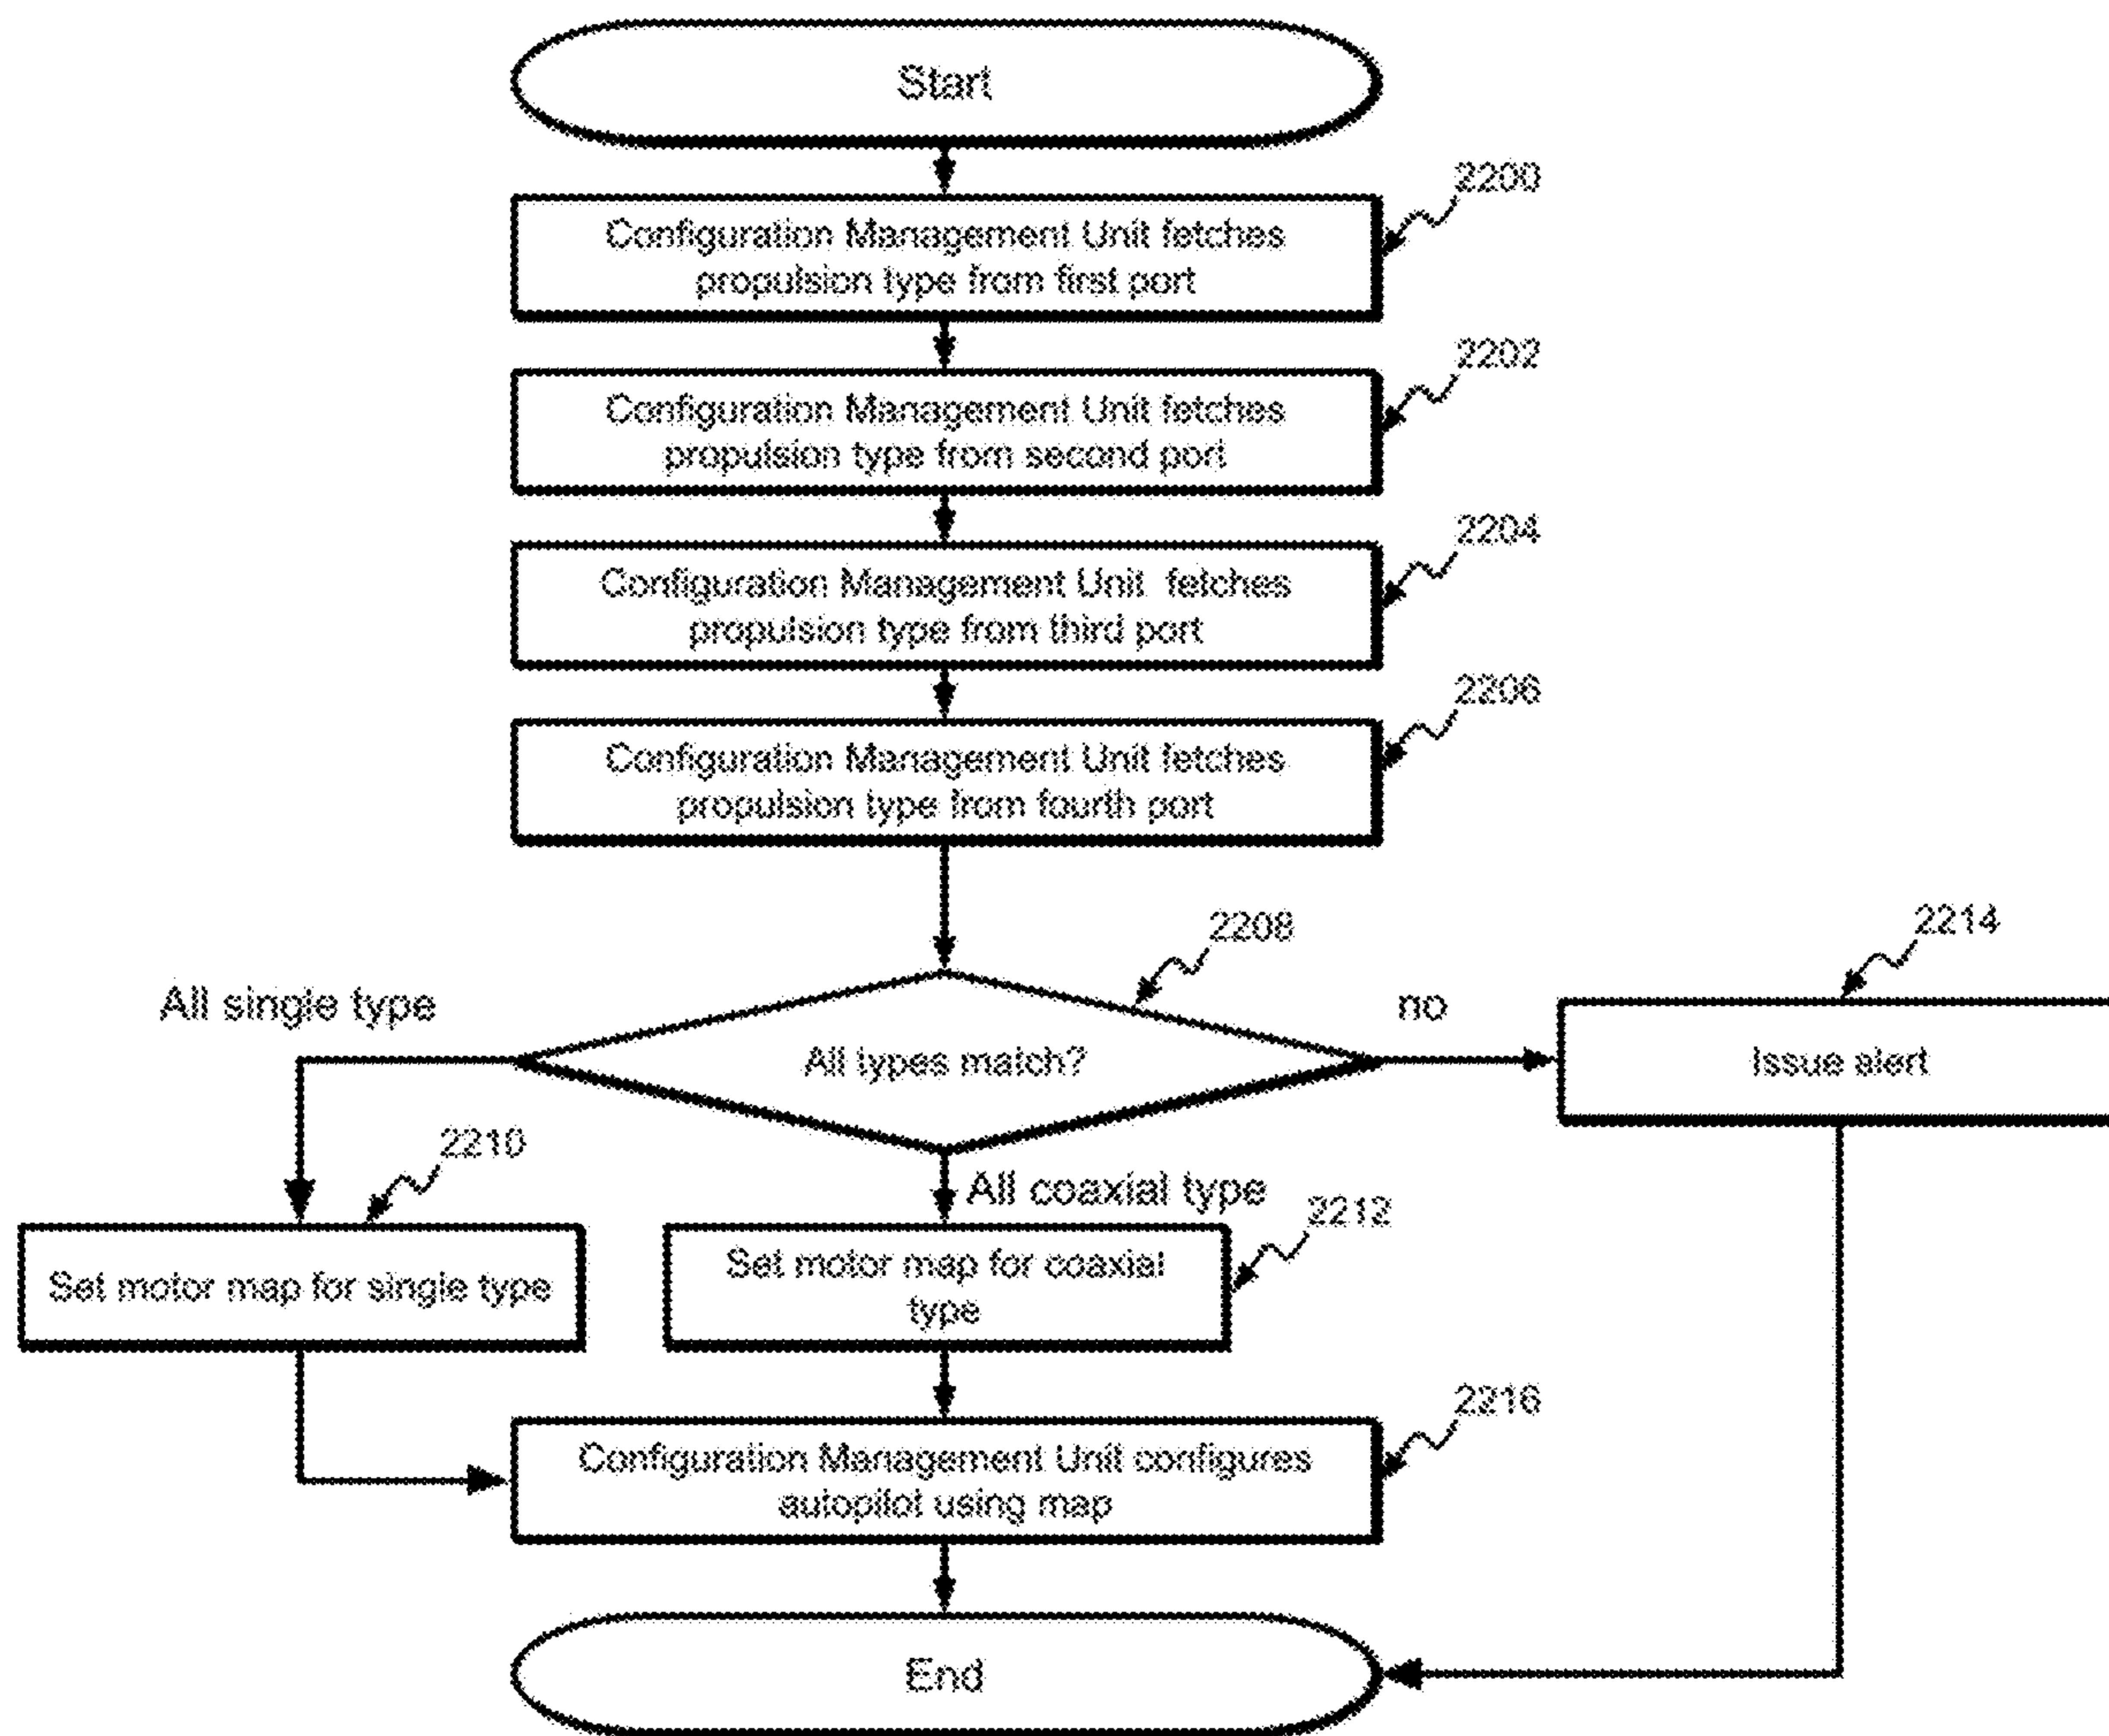 Start
2200
Configuration Management Unit fetches
propulsion type from first port
2202
Configuration Management Unit fetches
propulsion type from second port
2204
Configuration Management Unit fetches
propulsion type from third port
2206
Configuration Management Unit fetches
propulsion type from fourth port
2208
2214
All single type
no
All types match?
Issue alert
2210
All coaxial type
2212
Set motor map for single type
Set motor map for coaxial
type
2216
Configuration Management Unit configures
autopilot using map
End